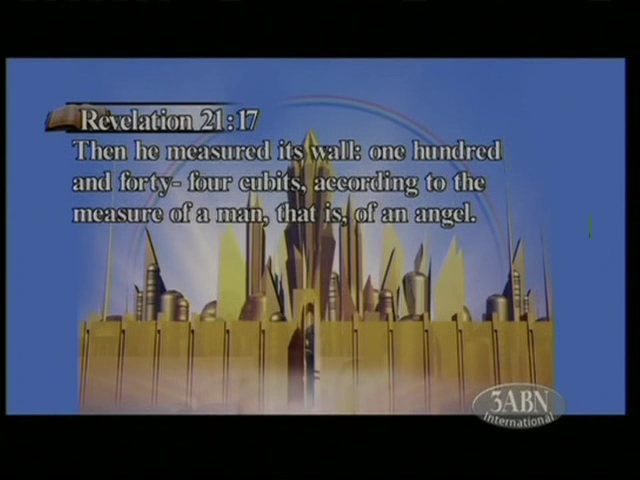 Revelation 21:17
Then he measured its wall: one hundred
and forty- four cubits, according to the
measure of a man, that is, of an angel.
3ABN
International